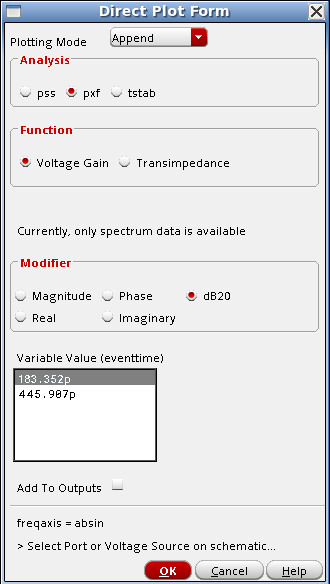 Direct Plot Form
Plotting Mode Append
Analysis
pss pxf tstab
Function
Voltage Gain Transimpedance
Currently, only spectrum data is available
Modifier
Magnitude Phase dB20
Real Imaginary
Variable Value (eventtime)
183.352p
445.907p
Add To Outputs
freqaxis = absin
> Select Port or Voltage Source on schematic...
OK Cancel Help